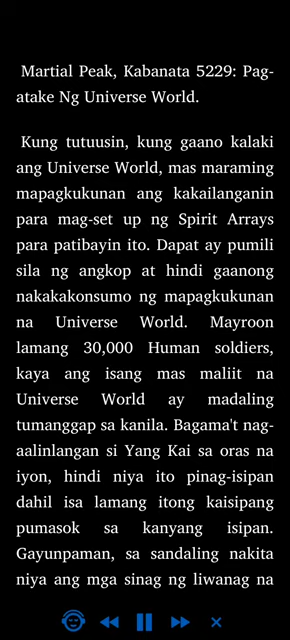 Martial Peak, Kabanata 5229: Pag-
atake Ng Universe World.
Kung tutuusin, kung gaano kalaki
ang Universe World, mas maraming
mapagkukunan ang kakailanganin
para mag-set up ng Spirit Arrays
para patibayin ito. Dapat ay pumili
sila ng angkop at hindi gaanong
nakakakonsumo ng mapagkukunan
na Universe World. Mayroon
lamang 30,000 Human soldiers,
kaya ang isang mas maliit na
Universe World ay madaling
tumanggap sa kanila. Bagama't nag-
aalinlangan si Yang Kai sa oras na
iyon, hindi niya ito pinag-isipan
dahil isa lamang itong kaisipang
pumasok sa kanyang isipan.
Gayunpaman, sa sandaling nakita
niya ang mga sinag ng liwanag na